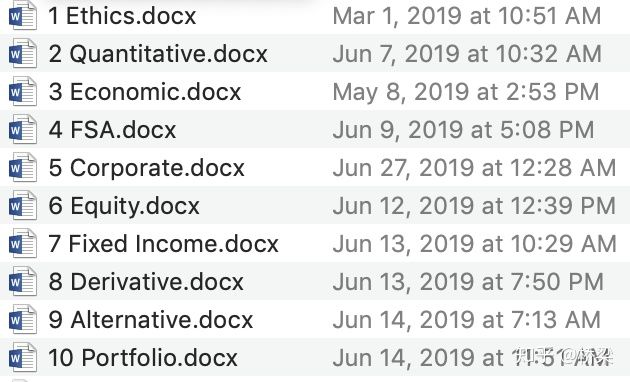 1 Ethics.docx Mar 1, 2019 at 10:51 AM
2 Quantitative.docx Jun 7, 2019 at 10:32 AM
3 Economic.docx May 8, 2019 at 2:53 PM
4 FSA.docx Jun 9, 2019 at 5:08 PM
5 Corporate.docx Jun 27, 2019 at 12:28 AM
6 Equity.docx Jun 12, 2019 at 12:39 PM
7 Fixed Income.docx Jun 13, 2019 at 10:29 AM
8 Derivative.docx Jun 13, 2019 at 7:50 PM
9 Alternative.docx Jun 14, 2019 at 7:13 AM
10 Portfolio.docx Jun 14, 2019 at 11:51 AM
知乎